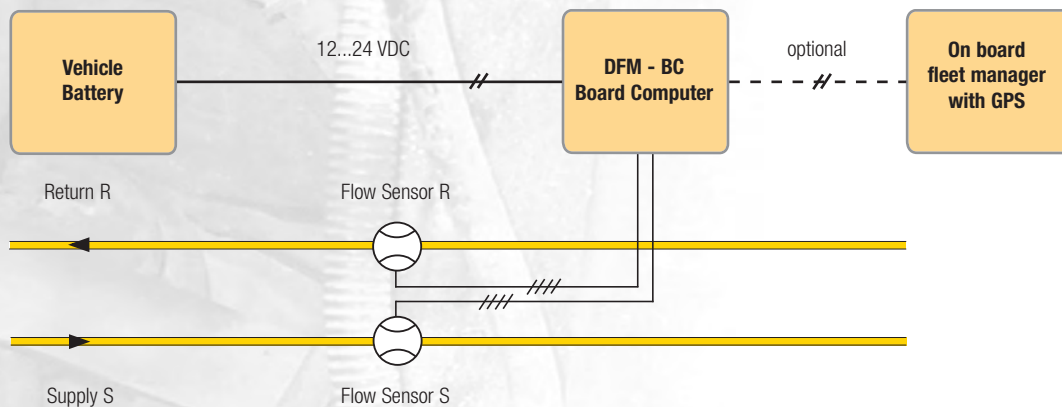 Vehicle
Battery
12...24 VDC
DFM - BC
Board Computer
optional
On board
fleet manager
with GPS
Return R
Flow Sensor R
Supply S
Flow Sensor S